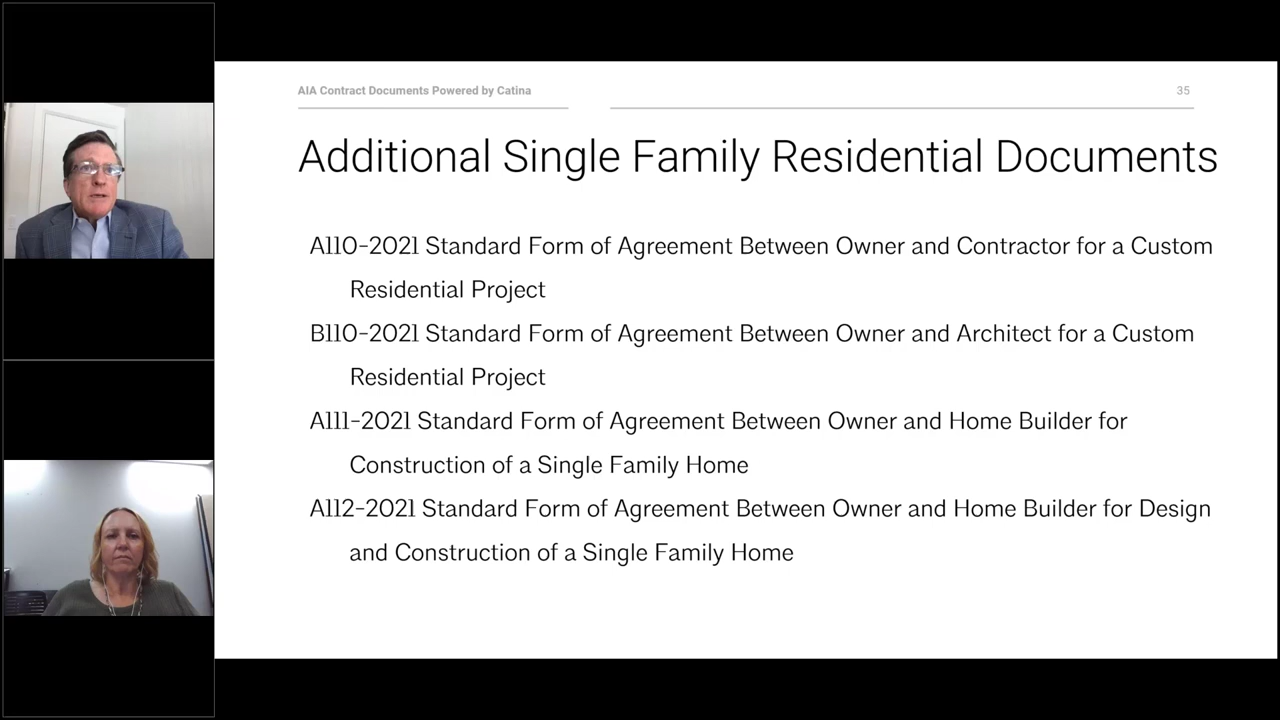 AIA Contract Documents Powered by Catina
35
Additional Single Family Residential Documents
A110-2021 Standard Form of Agreement Between Owner and Contractor for a Custom
Residential Project
B110-2021 Standard Form of Agreement Between Owner and Architect for a Custom
Residential Project
A111-2021 Standard Form of Agreement Between Owner and Home Builder for
Construction of a Single Family Home
A112-2021 Standard Form of Agreement Between Owner and Home Builder for Design
and Construction of a Single Family Home